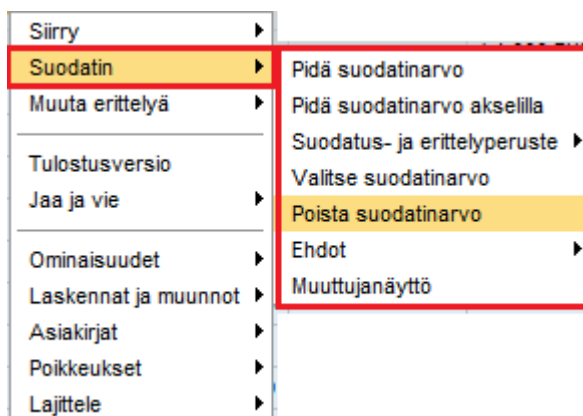 Siirry
Suodatin
Muuta erittelyä
Tulostusversio
Jaa ja vie
Ominaisuudet
Laskennat ja muunnot
Asiakirjat
Poikkeukset
Lajittele
Pidä suodatinarvo
Pidä suodatinarvo akselilla
Suodatus- ja erittelyperuste
Valitse suodatinarvo
Poista suodatinarvo
Ehdot
Muuttujanäyttö